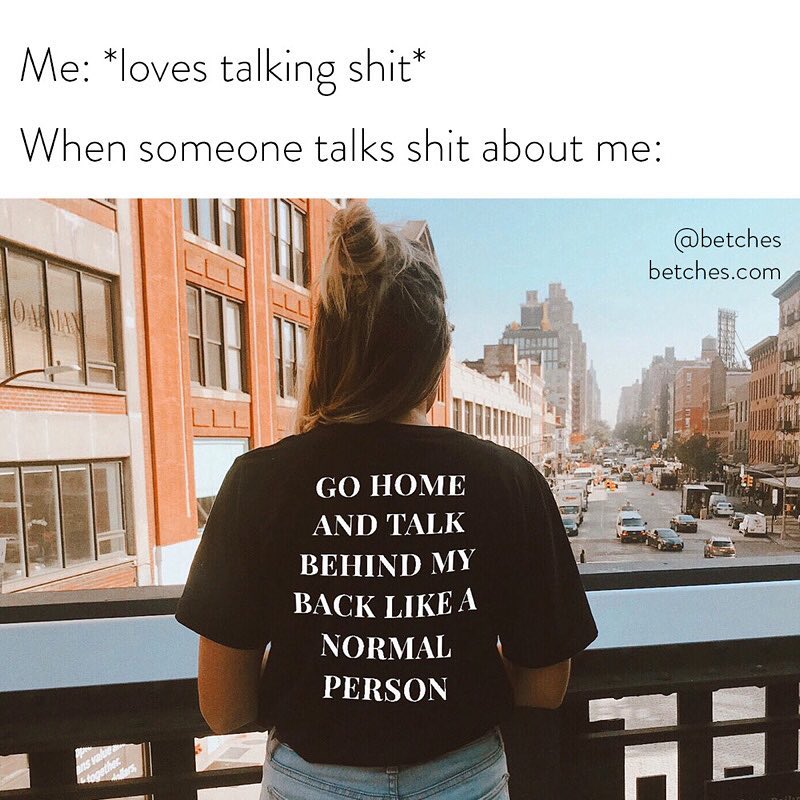 Me: *loves talking shit*
When someone talks shit about me:
@betches
betches.com
GO HOME
AND TALK
BEHIND MY
BACK LIKE A
NORMAL
PERSON